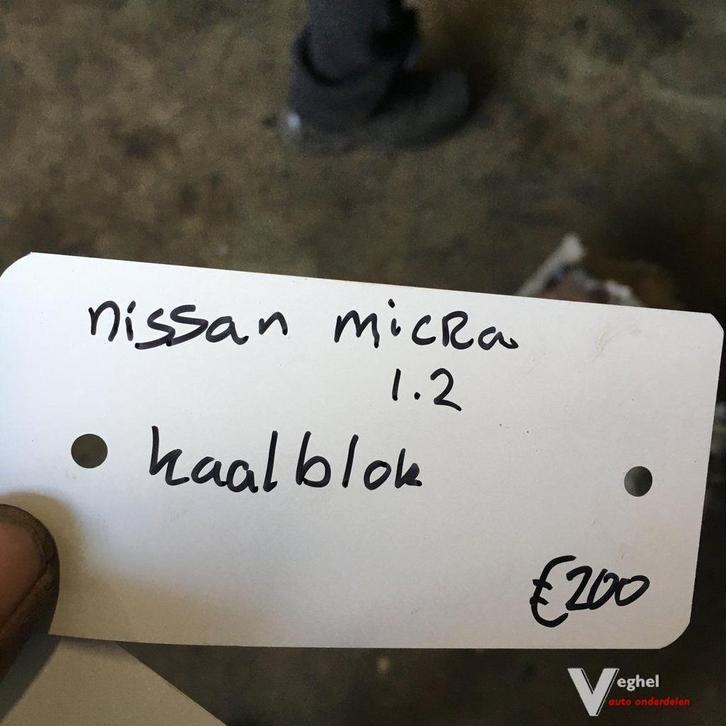 nissan micra
1.2
kaalblok
€200
Veghel
auto onderdelen